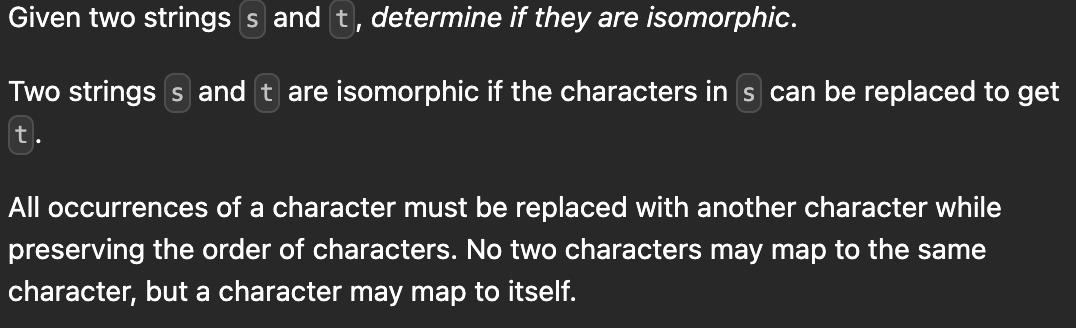 Given two strings s and t, determine if they are isomorphic.
Two strings s and t are isomorphic if the characters in s can be replaced to get
t.
All occurrences of a character must be replaced with another character while
preserving the order of characters. No two characters may map to the same
character, but a character may map to itself.